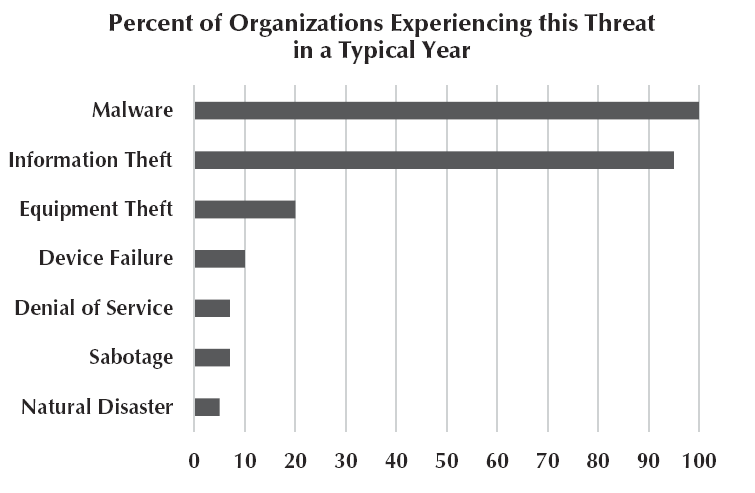 Percent of Organizations Experiencing this Threat
in a Typical Year
Malware
Information Theft
Equipment Theft
Device Failure
Denial of Service
Sabotage
Natural Disaster
0 10 20 30 40 50 60 70 80 90 100